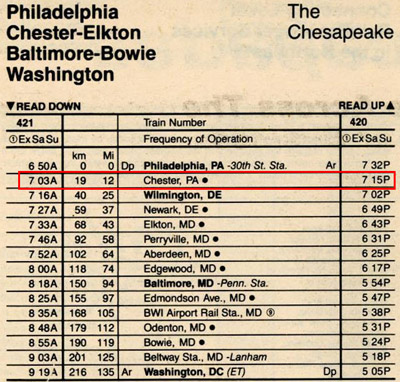 Philadelphia The
Chester-Elkton Chesapeake
Baltimore-Bowie
Washington
▼READ DOWN READ UP▲
421 Train Number 420
①ExSaSu Frequency of Operation ①ExSaSu
km Mi
6 50A 0 0 Dp Philadelphia, PA -30th St. Sta. Ar 7 32P
7 03A 19 12 Chester, PA ● 7 15P
7 16A 40 25 Wilmington, DE 7 02P
7 27A 59 37 Newark, DE ● 6 49P
7 33A 68 43 Elkton, MD ● 6 43P
7 46A 92 58 Perryville, MD ● 6 31P
7 52A 102 64 Aberdeen, MD ● 6 25P
8 00A 118 74 Edgewood, MD ● 6 17P
8 18A 150 94 Baltimore, MD -Penn. Sta. 5 54P
8 25A 155 97 Edmondson Ave., MD ● 5 47P
8 35A 168 105 BWI Airport Rail Sta., MD ⑨ 5 38P
8 48A 179 112 Odenton, MD ● 5 31P
8 55A 190 119 Bowie, MD ● 5 24P
9 03A 201 125 Beltway Sta., MD -Lanham 5 18P
9 19A 216 135 Ar Washington, DC (ET) Dp 5 05P